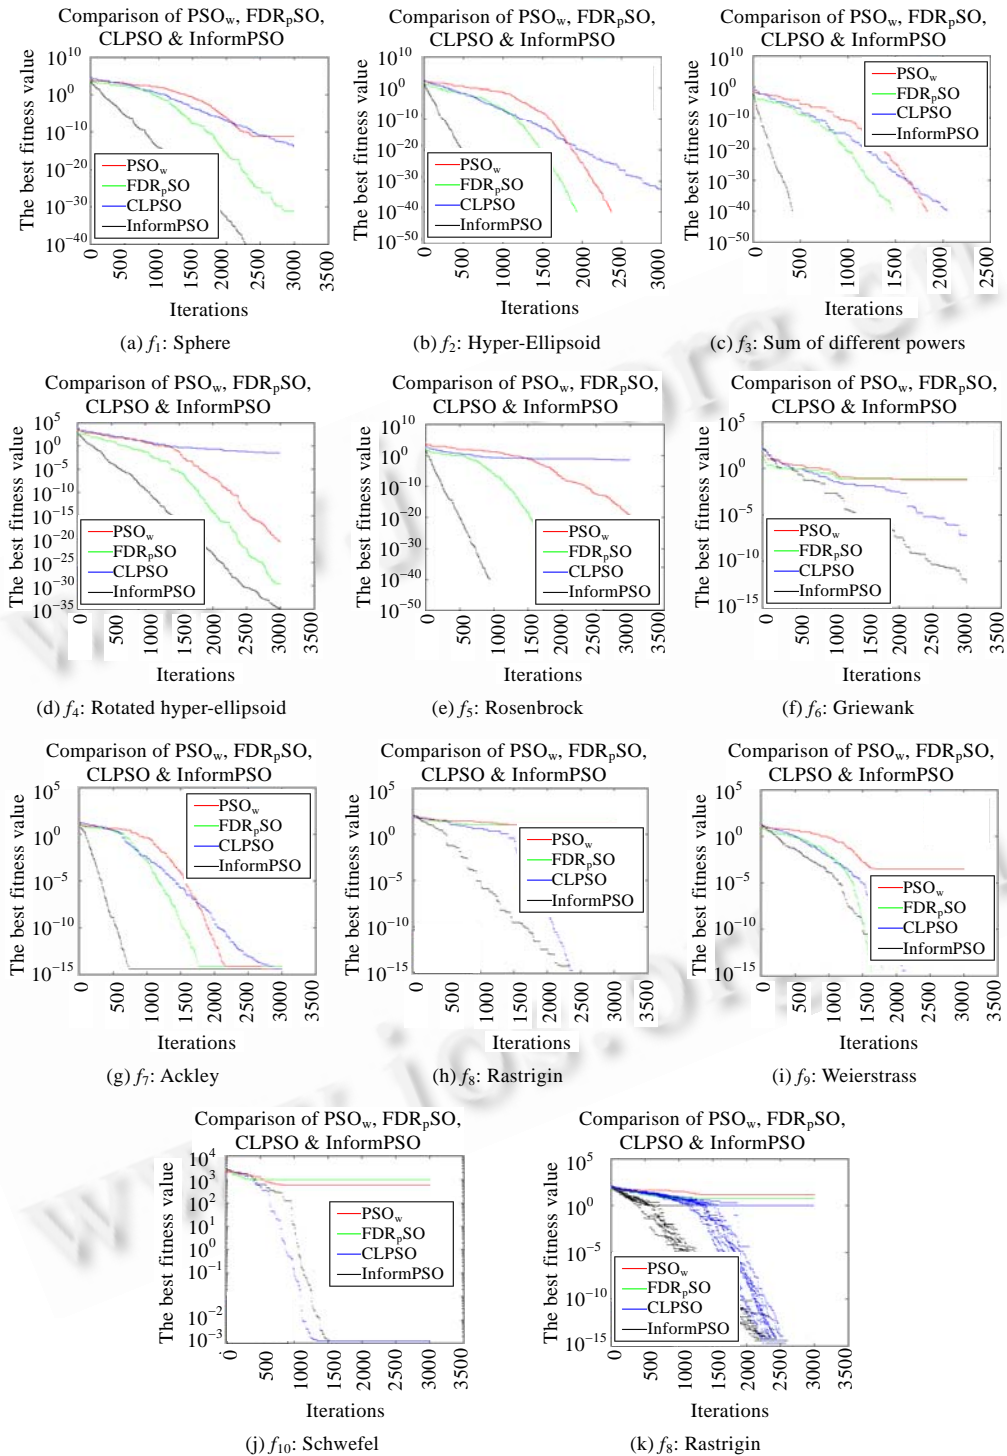 Comparison of PSOw, FDRpSO,
CLPSO & InformPSO
The best fitness value
10^10
10^0
10^-10
10^-20
10^-30
10^-40
PSOw
FDRpSO
CLPSO
InformPSO
0
500
1000
1500
2000
2500
3000
3500
Iterations
(a) f1: Sphere
Comparison of PSOw, FDRpSO,
CLPSO & InformPSO
The best fitness value
10^10
10^0
10^-10
10^-20
10^-30
10^-40
10^-50
PSOw
FDRpSO
CLPSO
InformPSO
0
500
1000
1500
2000
2500
3000
Iterations
(b) f2: Hyper-Ellipsoid
Comparison of PSOw, FDRpSO,
CLPSO & InformPSO
The best fitness value
10^10
10^0
10^-10
10^-20
10^-30
10^-40
10^-50
PSOw
FDRpSO
CLPSO
InformPSO
0
500
1000
1500
2000
2500
Iterations
(c) f3: Sum of different powers
Comparison of PSOw, FDRpSO,
CLPSO & InformPSO
The best fitness value
10^5
10^0
10^-5
10^-10
10^-15
10^-20
10^-25
10^-30
10^-35
PSOw
FDRpSO
CLPSO
InformPSO
0
500
1000
1500
2000
2500
3000
3500
Iterations
(d) f4: Rotated hyper-ellipsoid
Comparison of PSOw, FDRpSO,
CLPSO & InformPSO
The best fitness value
10^10
10^0
10^-10
10^-20
10^-30
10^-40
10^-50
PSOw
FDRpSO
CLPSO
InformPSO
0
500
1000
1500
2000
2500
3000
3500
Iterations
(e) f5: Rosenbrock
Comparison of PSOw, FDRpSO,
CLPSO & InformPSO
The best fitness value
10^5
10^0
10^-5
10^-10
10^-15
PSOw
FDRpSO
CLPSO
InformPSO
0
500
1000
1500
2000
2500
3000
3500
Iterations
(f) f6: Griewank
Comparison of PSOw, FDRpSO,
CLPSO & InformPSO
The best fitness value
10^5
10^0
10^-5
10^-10
10^-15
PSOw
FDRpSO
CLPSO
InformPSO
0
500
1000
1500
2000
2500
3000
3500
Iterations
(g) f7: Ackley
Comparison of PSOw, FDRpSO,
CLPSO & InformPSO
The best fitness value
10^5
10^0
10^-5
10^-10
10^-15
PSOw
FDRpSO
CLPSO
InformPSO
0
500
1000
1500
2000
2500
3000
3500
Iterations
(h) f8: Rastrigin
Comparison of PSOw, FDRpSO,
CLPSO & InformPSO
The best fitness value
10^5
10^0
10^-5
10^-10
10^-15
PSOw
FDRpSO
CLPSO
InformPSO
0
500
1000
1500
2000
2500
3000
3500
Iterations
(i) f9: Weierstrass
Comparison of PSOw, FDRpSO,
CLPSO & InformPSO
The best fitness value
10^4
10^3
10^2
10^1
10^0
10^-1
10^-2
10^-3
PSOw
FDRpSO
CLPSO
InformPSO
0
500
1000
1500
2000
2500
3000
3500
Iterations
(j) f10: Schwefel
Comparison of PSOw, FDRpSO,
CLPSO & InformPSO
The best fitness value
10^5
10^0
10^-5
10^-10
10^-15
PSOw
FDRpSO
CLPSO
InformPSO
0
500
1000
1500
2000
2500
3000
3500
Iterations
(k) f8: Rastrigin